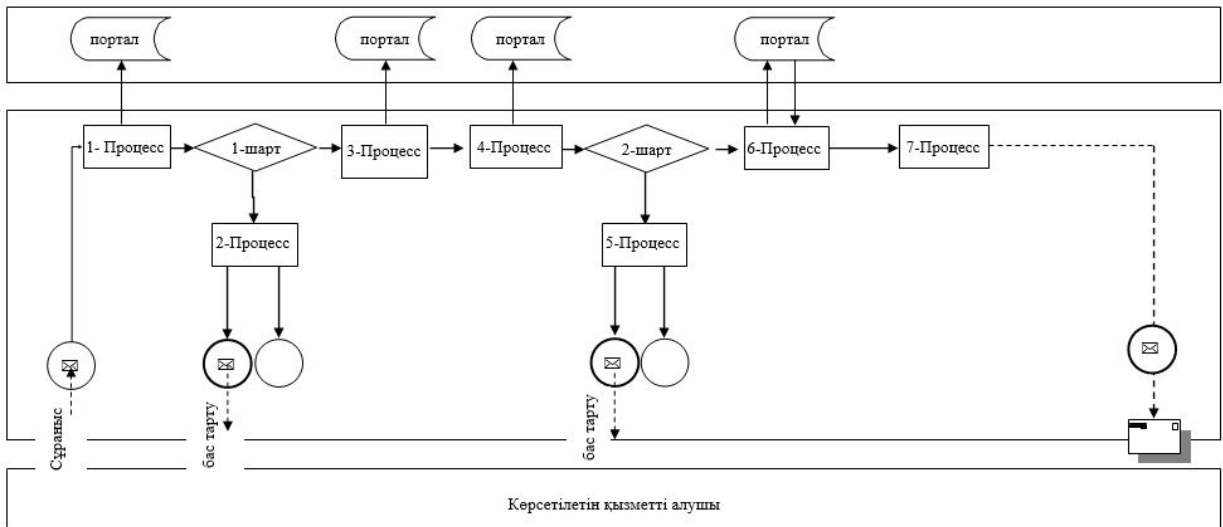 портал
портал
портал
портал
1- Процесс
1-шарт
3-Процесс
4-Процесс
2-шарт
6-Процесс
7-Процесс
2-Процесс
5-Процесс
Сұраныс
бас тарту
бас тарту
Көрсетілетін қызметті алушы